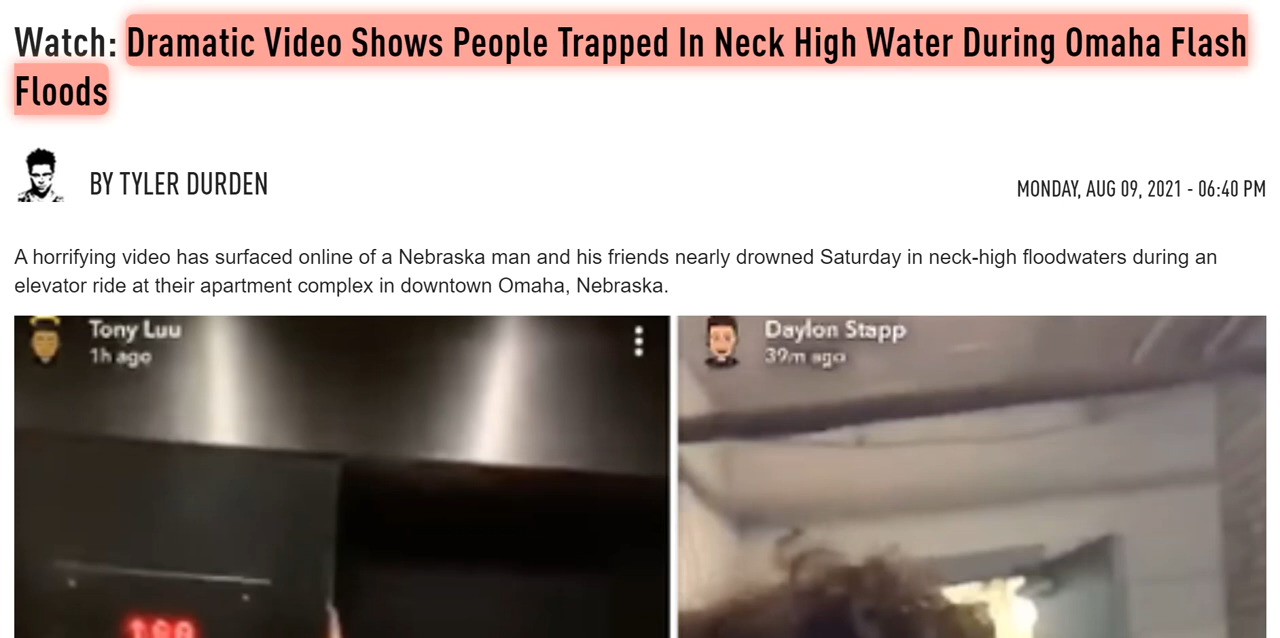 Watch: Dramatic Video Shows People Trapped In Neck High Water During Omaha Flash
Floods
BY TYLER DURDEN
MONDAY, AUG 09, 2021 - 06:40 PM
A horrifying video has surfaced online of a Nebraska man and his friends nearly drowned Saturday in neck-high floodwaters during an
elevator ride at their apartment complex in downtown Omaha, Nebraska.
Tony Luu
1h ago
Daylon Stapp
39m ago